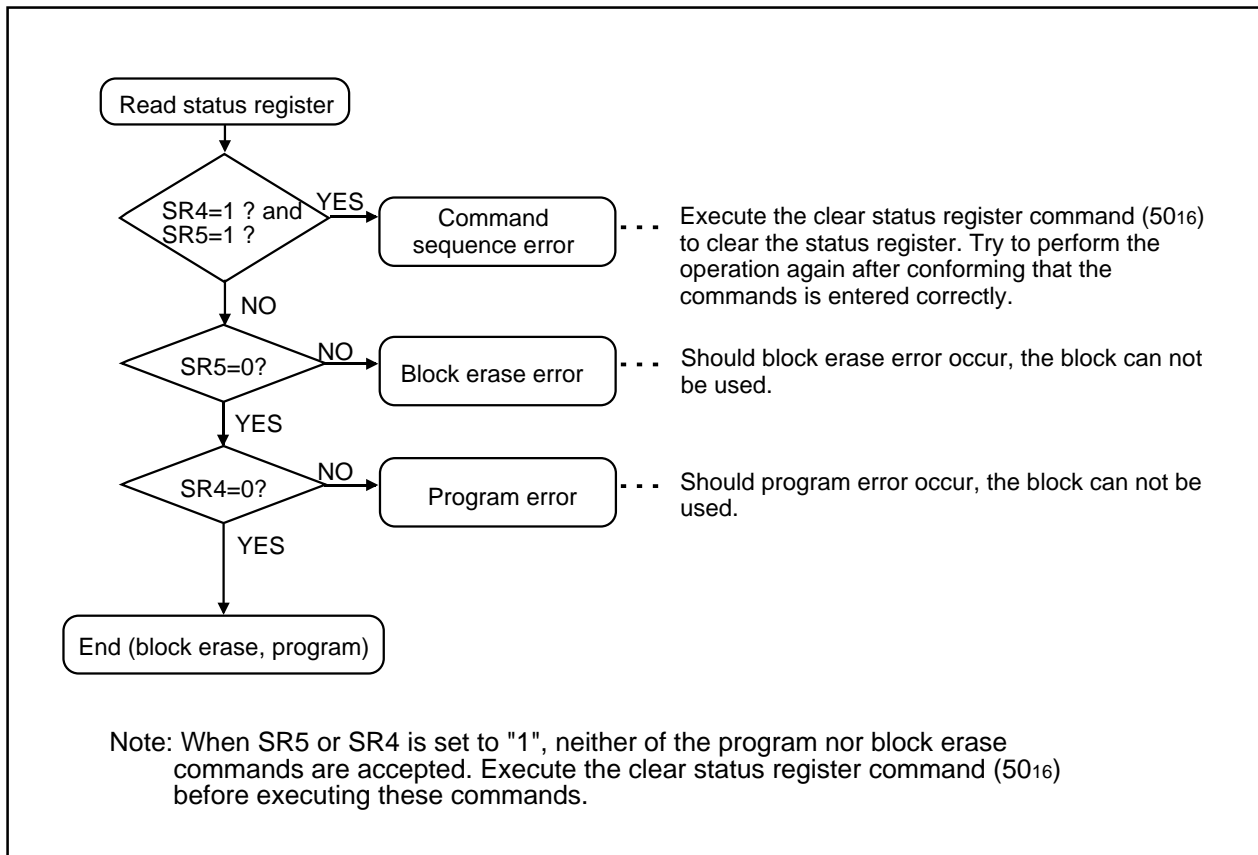 Read status register
SR4=1 ? and
SR5=1 ?
YES
Command
sequence error
Execute the clear status register command (5016)
to clear the status register. Try to perform the
operation again after conforming that the
commands is entered correctly.
NO
SR5=0?
NO
Block erase error
Should block erase error occur, the block can not
be used.
YES
SR4=0?
NO
Program error
Should program error occur, the block can not be
used.
YES
End (block erase, program)
Note: When SR5 or SR4 is set to "1", neither of the program nor block erase
commands are accepted. Execute the clear status register command (5016)
before executing these commands.